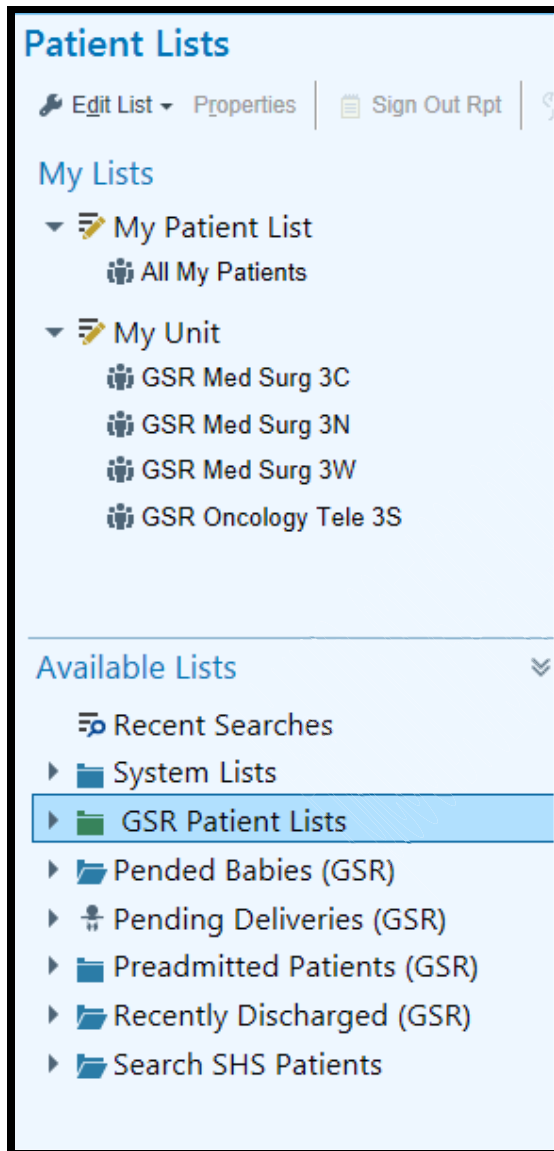 Patient Lists
Edit List Properties Sign Out Rpt
My Lists
My Patient List
All My Patients
My Unit
GSR Med Surg 3C
GSR Med Surg 3N
GSR Med Surg 3W
GSR Oncology Tele 3S
Available Lists
Recent Searches
System Lists
GSR Patient Lists
Pended Babies (GSR)
Pending Deliveries (GSR)
Preadmitted Patients (GSR)
Recently Discharged (GSR)
Search SHS Patients